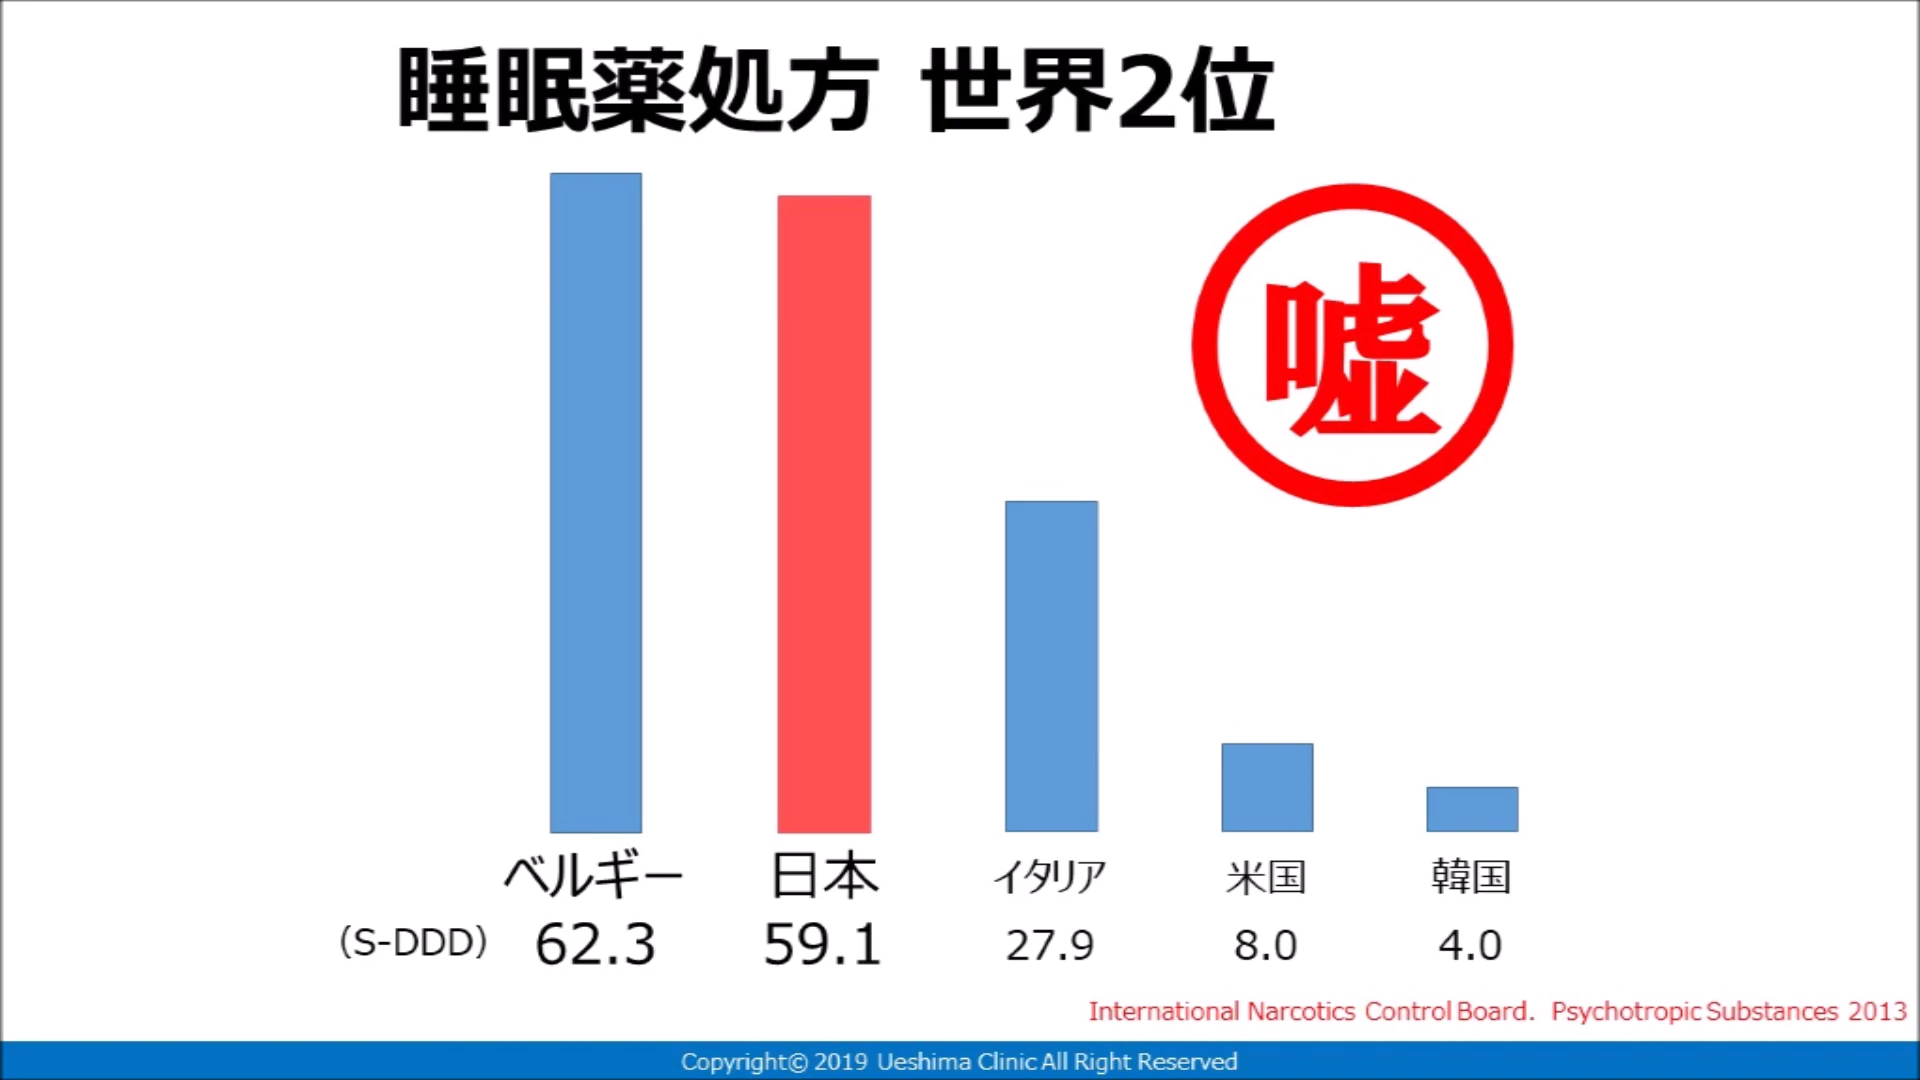 睡眠薬処方 世界2位
嘘
ベルギー 日本 イタリア 米国 韓国
（S-DDD） 62.3 59.1 27.9 8.0 4.0
International Narcotics Control Board. Psychotropic Substances 2013
Copyright© 2019 Ueshima Clinic All Right Reserved